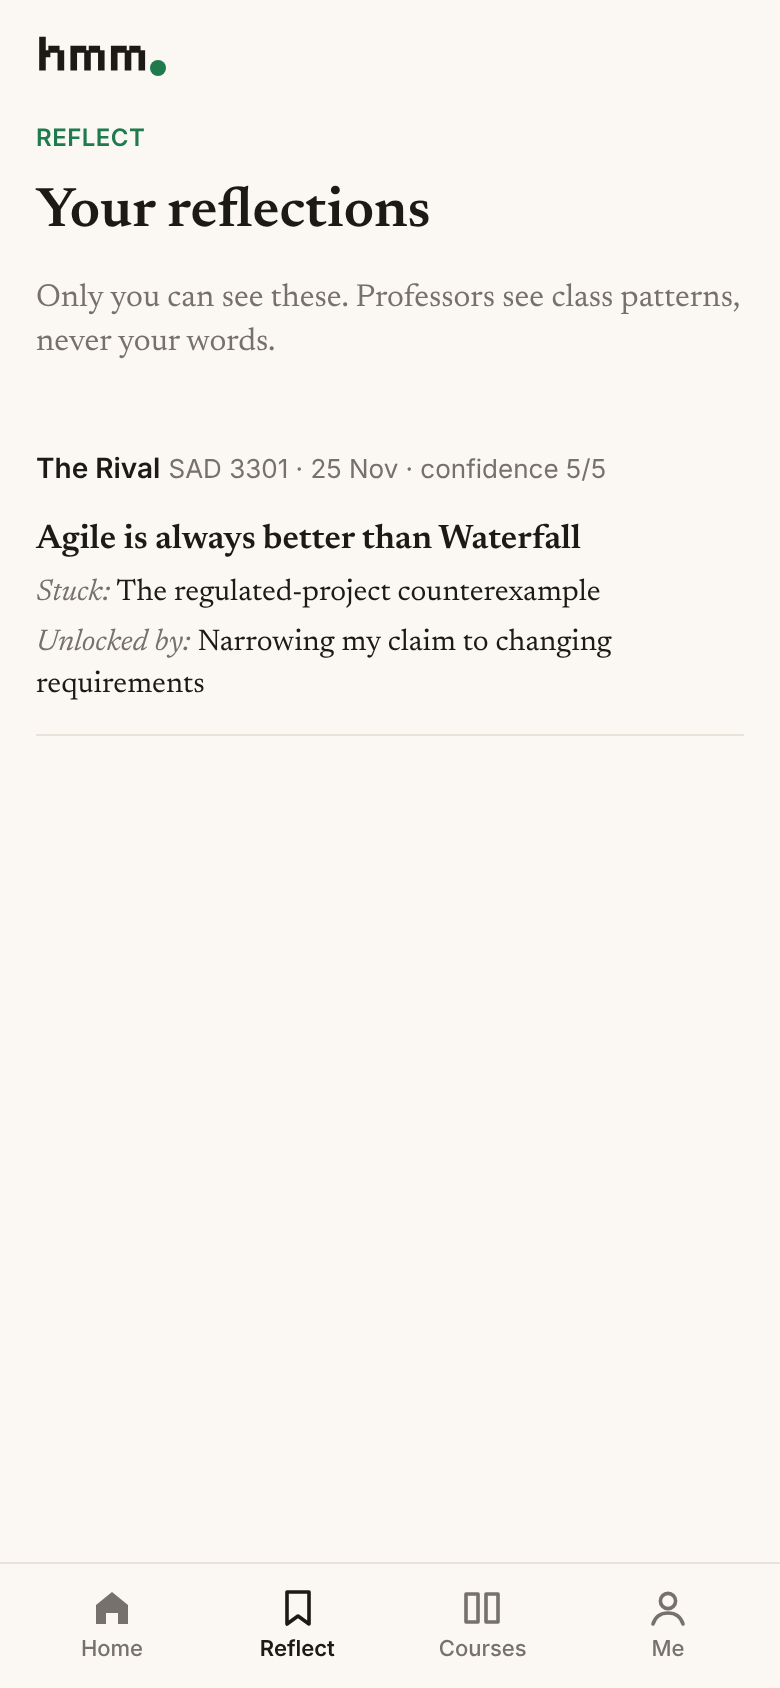 hmm.
REFLECT
Your reflections
Only you can see these. Professors see class patterns,
never your words.
The Rival SAD 3301 · 25 Nov · confidence 5/5
Agile is always better than Waterfall
Stuck: The regulated-project counterexample
Unlocked by: Narrowing my claim to changing
requirements
Home Reflect Courses Me